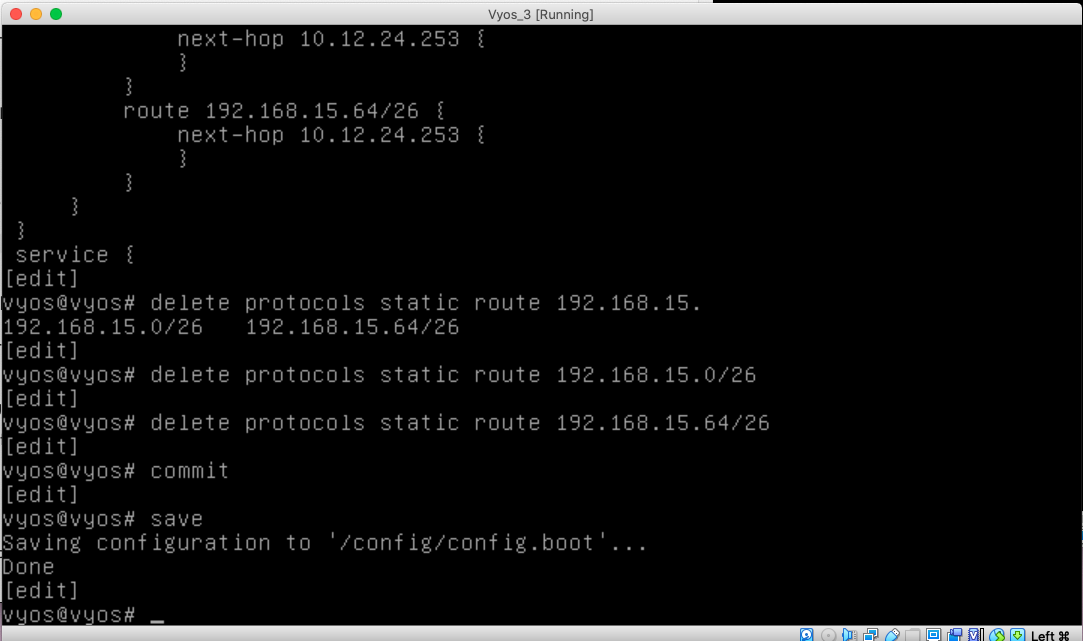 Vyos_3 [Running]
next-hop 10.12.24.253 {
}
}
route 192.168.15.64/26 {
next-hop 10.12.24.253 {
}
}
}
}
service {
[edit]
vyos@vyos# delete protocols static route 192.168.15.
192.168.15.0/26   192.168.15.64/26
[edit]
vyos@vyos# delete protocols static route 192.168.15.0/26
[edit]
vyos@vyos# delete protocols static route 192.168.15.64/26
[edit]
vyos@vyos# commit
[edit]
vyos@vyos# save
Saving configuration to '/config/config.boot'...
Done
[edit]
vyos@vyos# _
Left ⌘